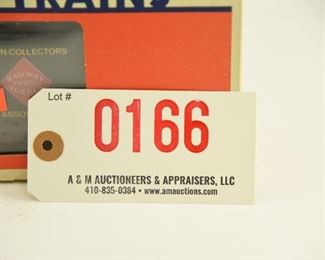 TRAINS
N COLLECTORS
RAILWAY
EXPRESS
AGENCY
ASSO
Lot #
0166
A & M AUCTIONEERS & APPRAISERS, LLC
410-835-0384 • www.amauctions.com